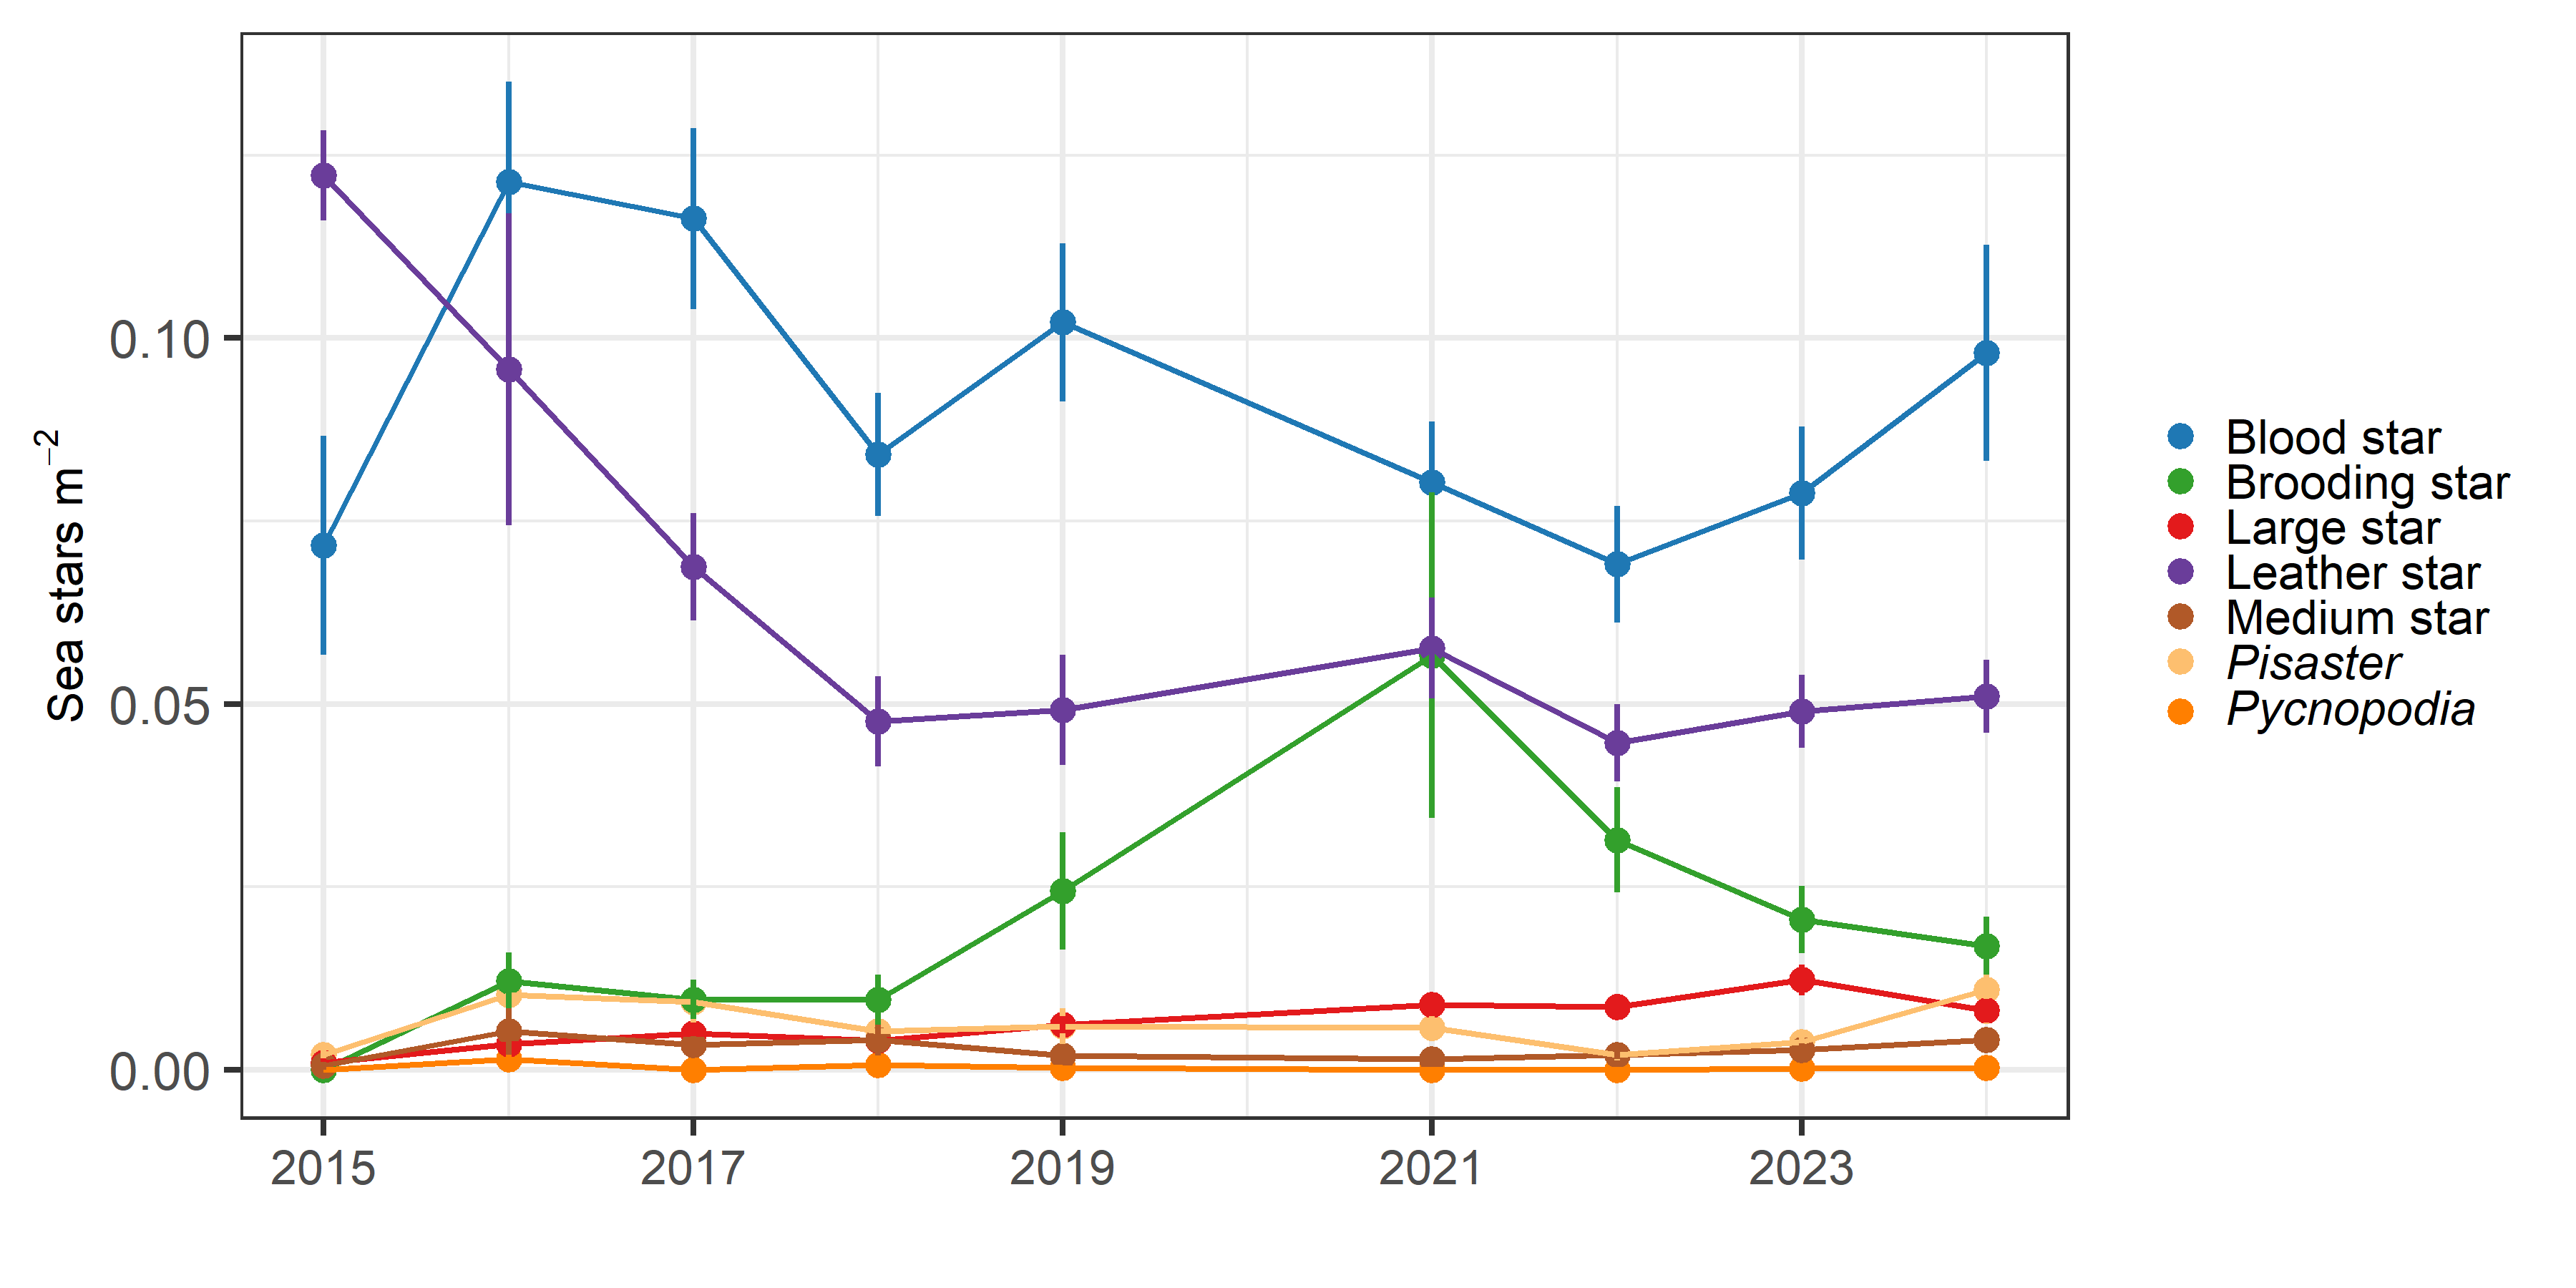 Sea stars m⁻²
0.10
0.05
0.00
2015 2017 2019 2021 2023
Blood star
Brooding star
Large star
Leather star
Medium star
Pisaster
Pycnopodia